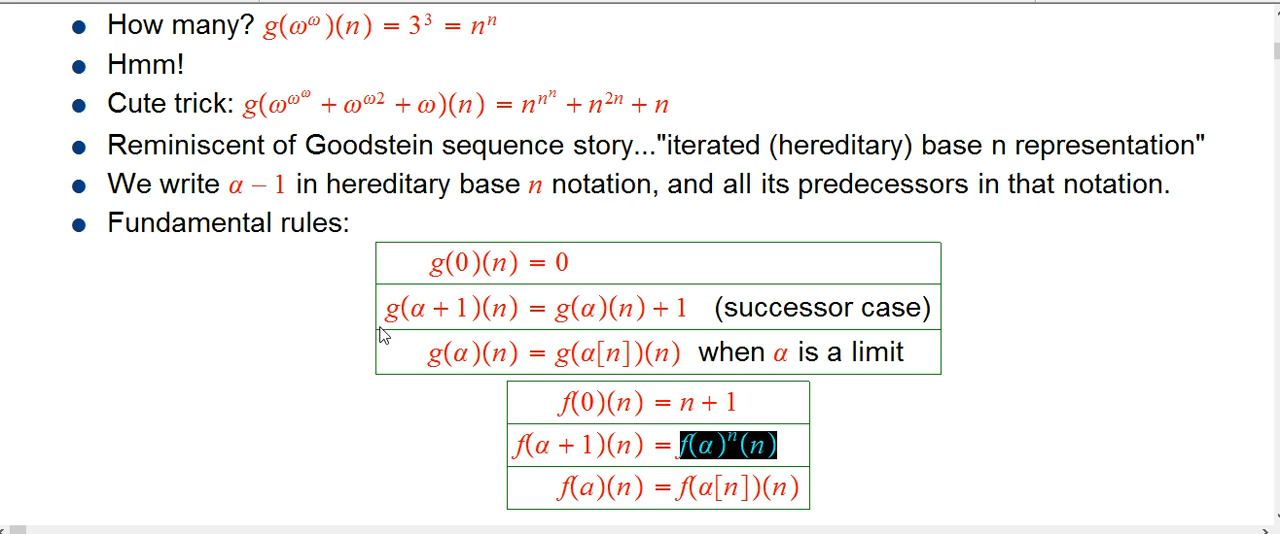 • How many? g(ω^ω)(n) = 3³ = nⁿ
• Hmm!
• Cute trick: g(ω^{ω^ω} + ω^{ω2} + ω)(n) = n^{n^n} + n^{2n} + n
• Reminiscent of Goodstein sequence story..."iterated (hereditary) base n representation"
• We write α – 1 in hereditary base n notation, and all its predecessors in that notation.
• Fundamental rules:
g(0)(n) = 0
g(α + 1)(n) = g(α)(n) + 1 (successor case)
g(α)(n) = g(α[n])(n) when α is a limit
f(0)(n) = n + 1
f(α + 1)(n) = f(α)ⁿ(n)
f(a)(n) = f(α[n])(n)